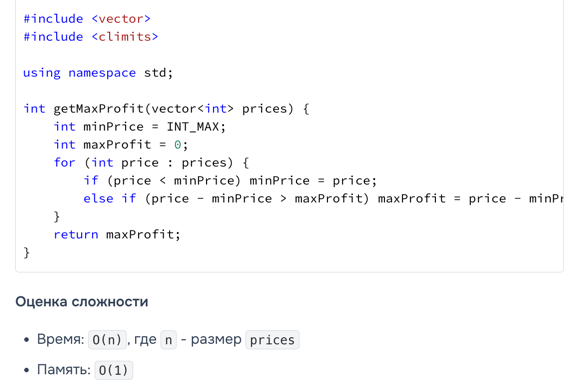 #include <vector>
#include <climits>
using namespace std;
int getMaxProfit(vector<int> prices) {
    int minPrice = INT_MAX;
    int maxProfit = 0;
    for (int price : prices) {
        if (price < minPrice) minPrice = price;
        else if (price - minPrice > maxProfit) maxProfit = price - minPr
    }
    return maxProfit;
}
Оценка сложности
• Время: O(n), где n - размер prices
• Память: O(1)